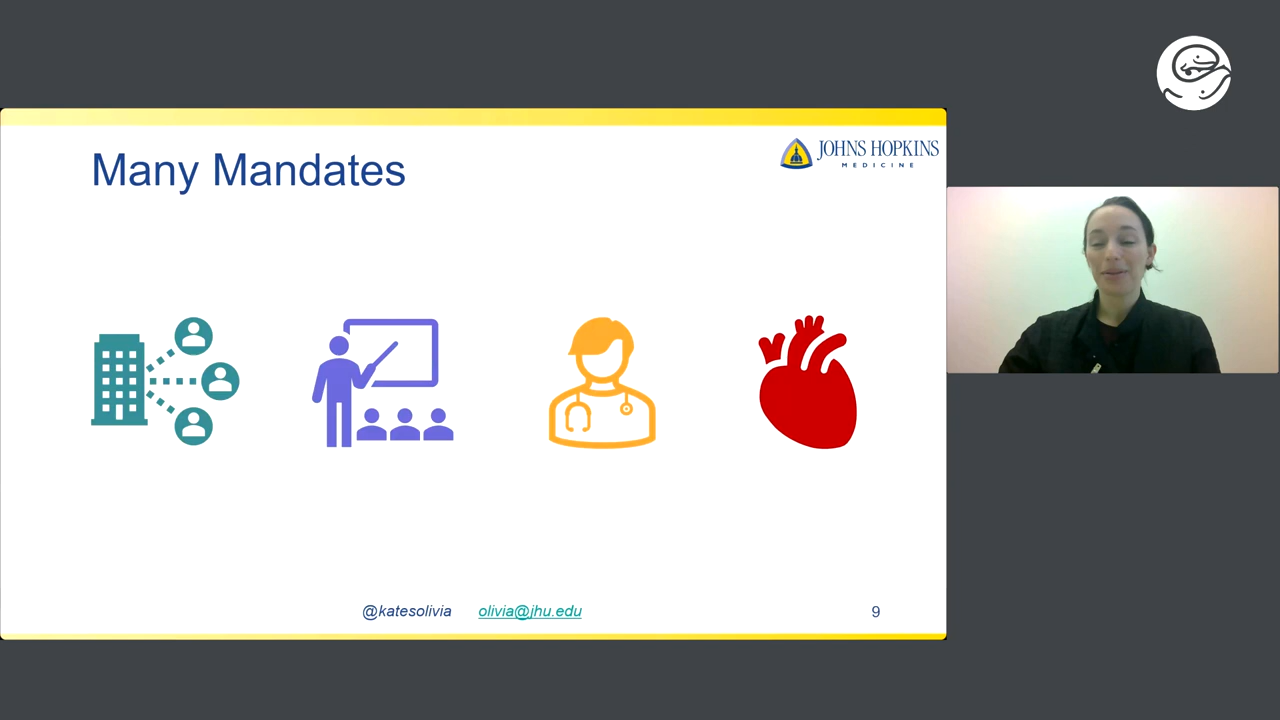 Many Mandates
JOHNS HOPKINS
MEDICINE
@katesolivia olivia@jhu.edu
9